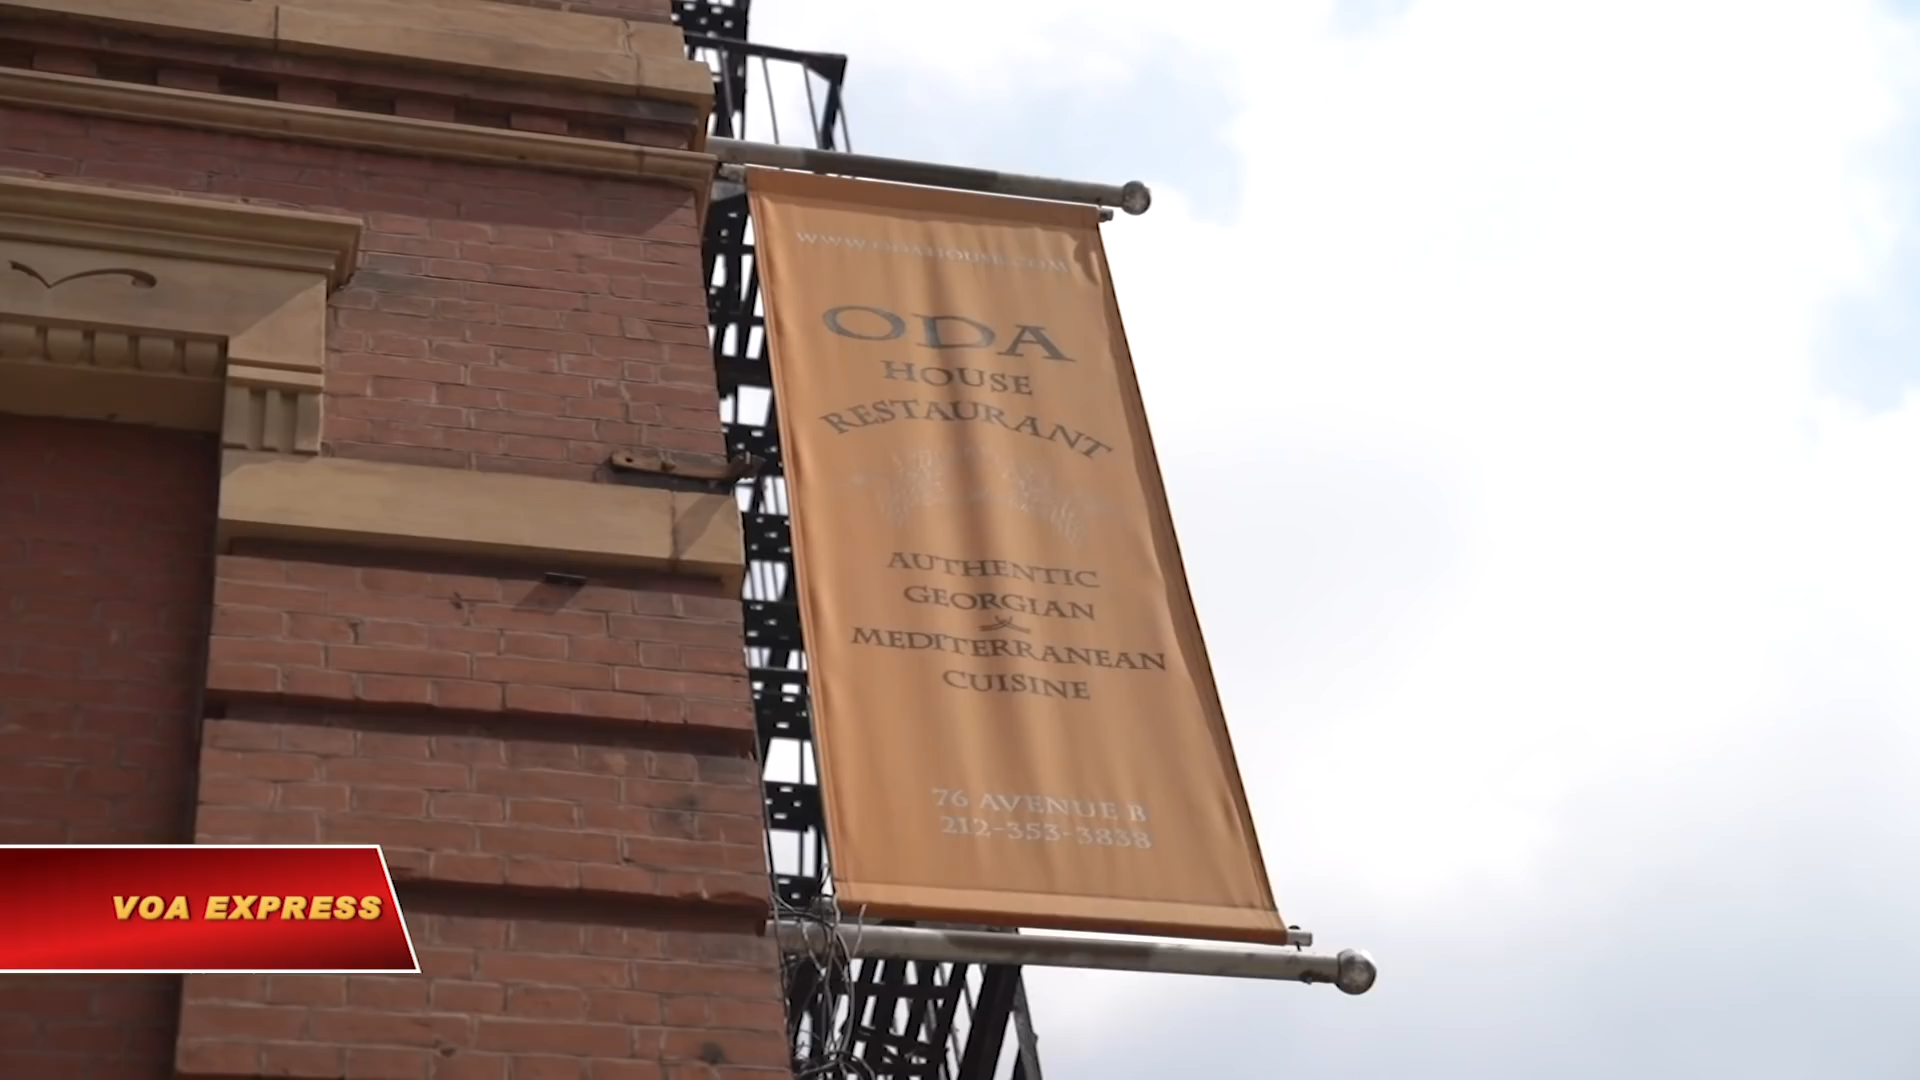 WWW.ODAHOUSE.COM
ODA
HOUSE
RESTAURANT
AUTHENTIC
GEORGIAN
MEDITERRANEAN
CUISINE
76 AVENUE B
212-353-3838
VOA EXPRESS